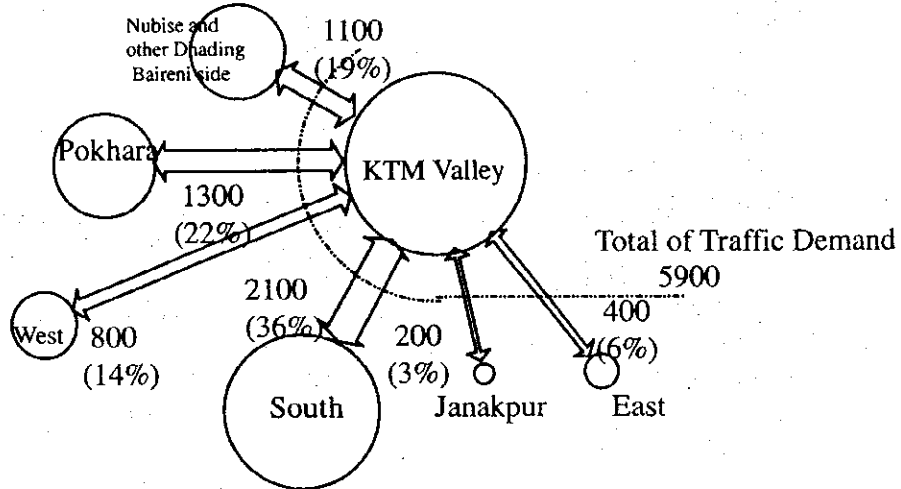 Nubise and
other Dhading
Baireni side
1100
(19%)
Pokhara
KTM Valley
1300
(22%)
Total of Traffic Demand
5900
West
800
(14%)
2100
(36%)
200
(3%)
400
(6%)
South
Janakpur
East